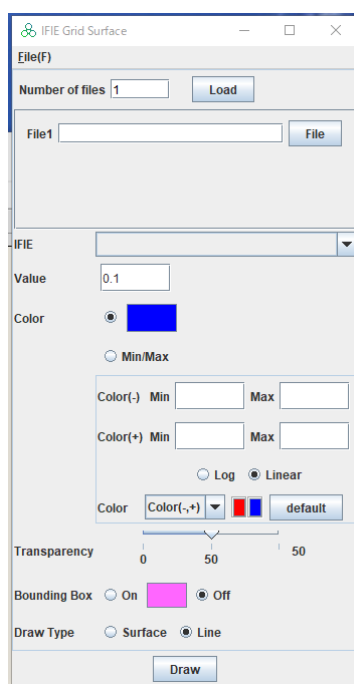 IFIE Grid Surface
File(F)
Number of files 1 Load
File1 File
IFIE
Value 0.1
Color
Min/Max
Color(-) Min Max
Color(+) Min Max
Log Linear
Color Color(-,+) default
Transparency 0 50 50
Bounding Box On Off
Draw Type Surface Line
Draw